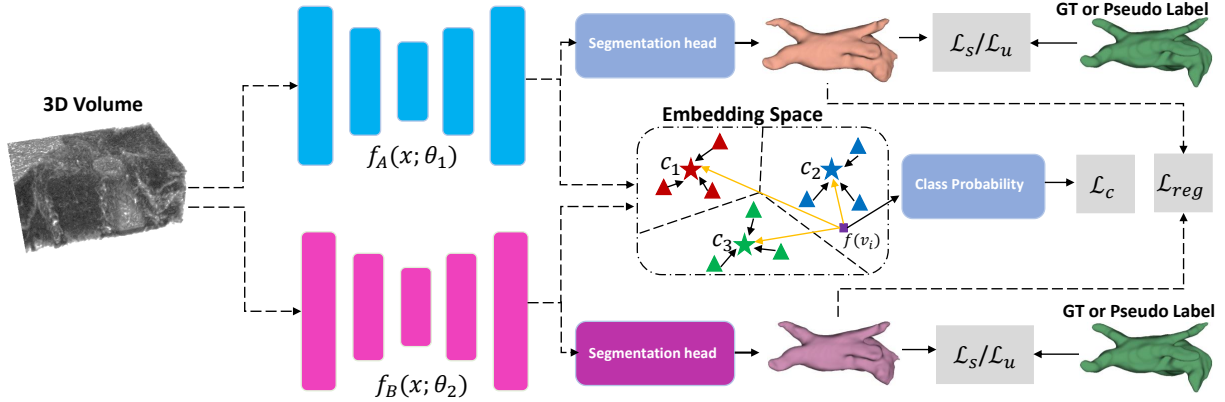 GT or Pseudo Label
Segmentation head
ℒ_s/ℒ_u
3D Volume
f_A(x; θ_1)
Embedding Space
c_1
c_2
c_3
f(v_i)
Class Probability
ℒ_c
ℒ_reg
GT or Pseudo Label
Segmentation head
ℒ_s/ℒ_u
f_B(x; θ_2)